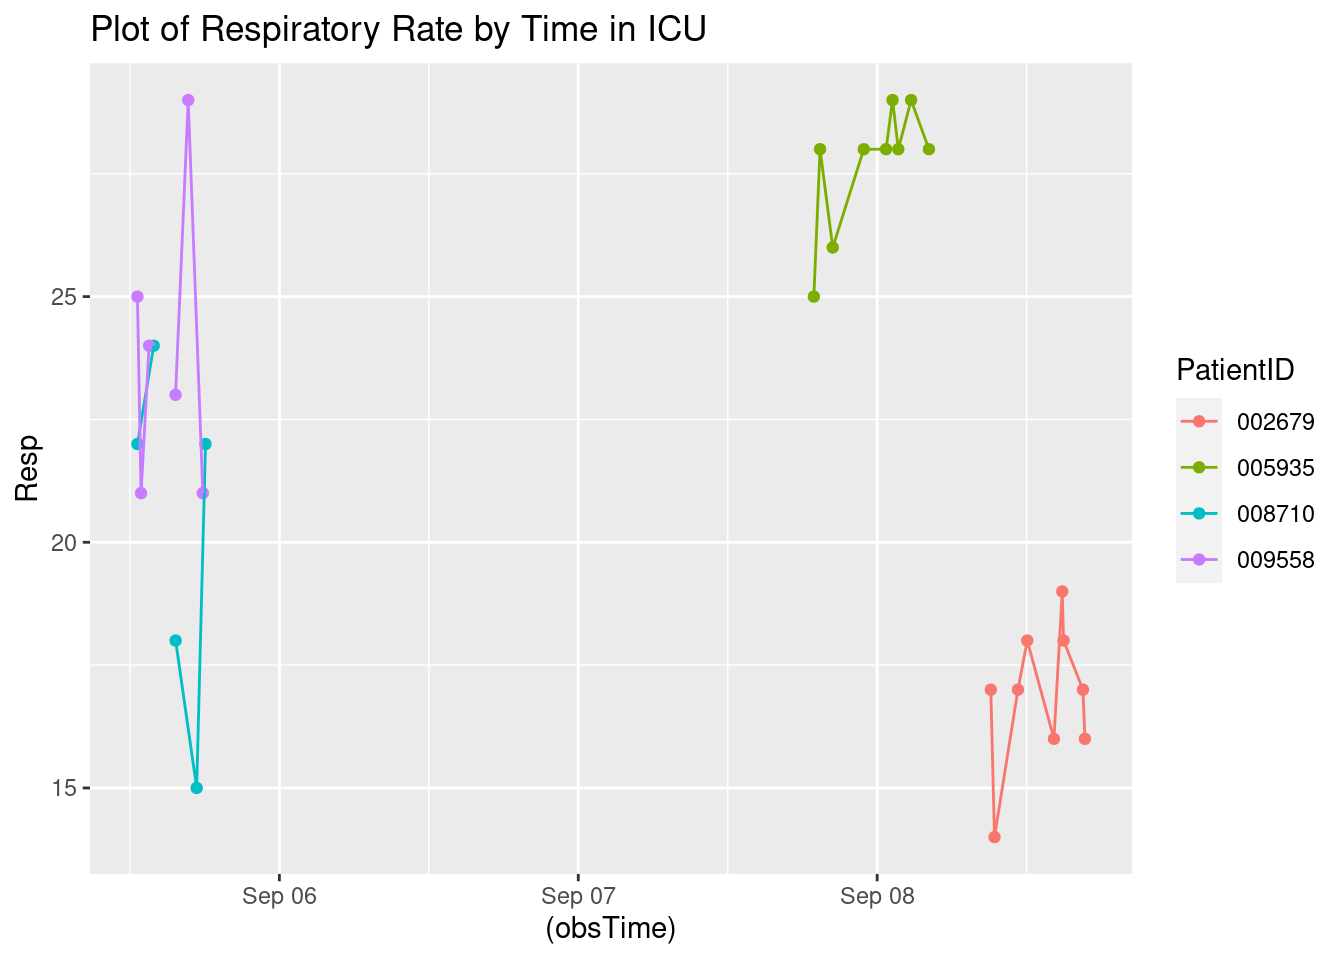 Plot of Respiratory Rate by Time in ICU
Resp
25
20
15
Sep 06
Sep 07
Sep 08
(obsTime)
PatientID
002679
005935
008710
009558